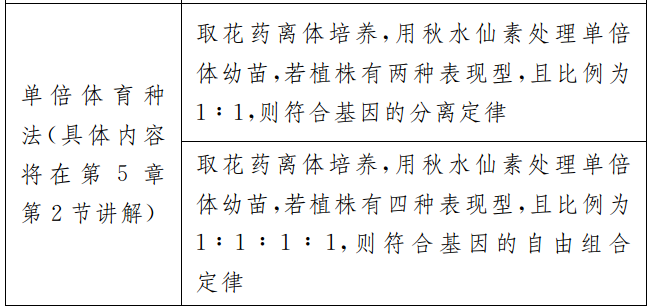 单倍体育种
法(具体内容
将在第5章
第2节讲解)
取花药离体培养,用秋水仙素处理单倍
体幼苗,若植株有两种表现型,且比例为
1∶1,则符合基因的分离定律
取花药离体培养,用秋水仙素处理单倍
体幼苗,若植株有四种表现型,且比例为
1∶1∶1∶1,则符合基因的自由组合
定律